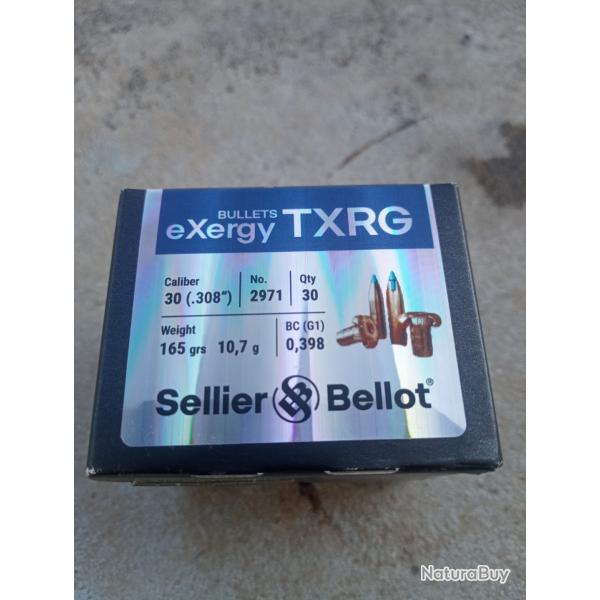 BULLETS
eXergy TXRG
Caliber No. Qty
30 (.308") 2971 30
Weight BC (G1)
165 grs 10,7 g 0,398
Sellier SB Bellot®
NaturaBuy